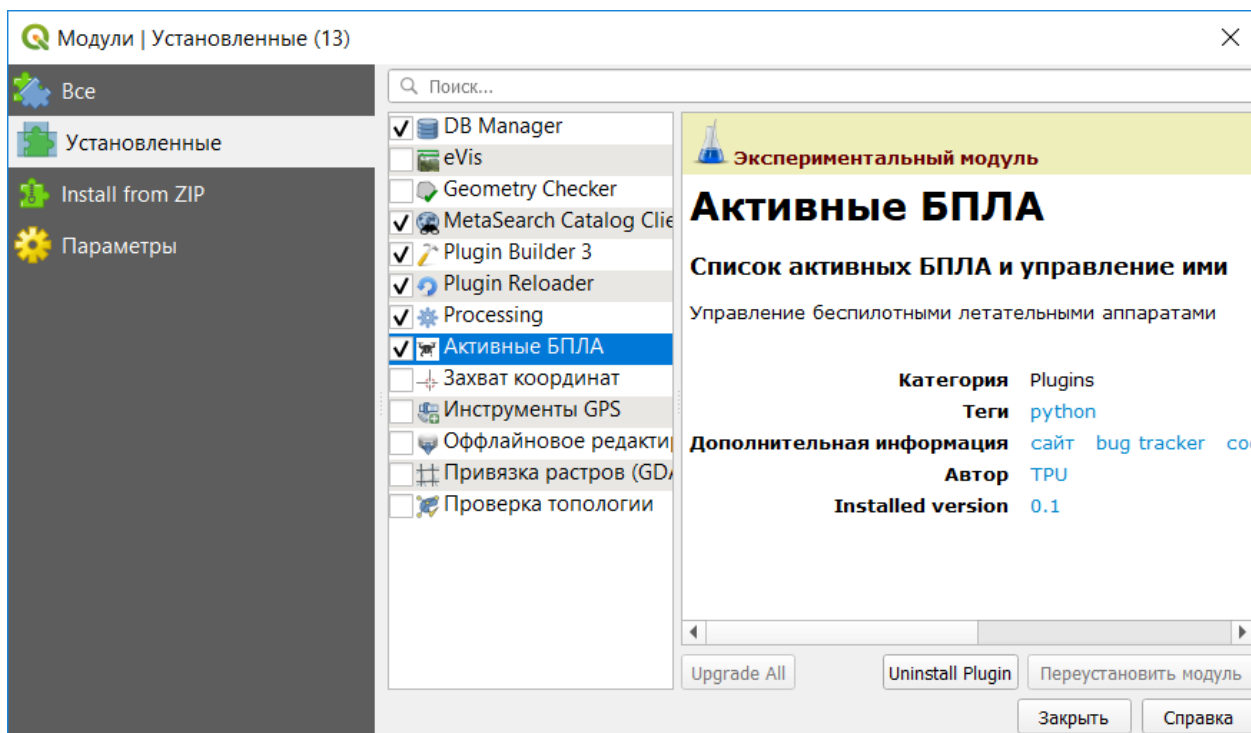 Модули | Установленные (13)
Все
Установленные
Install from ZIP
Параметры
Поиск...
DB Manager
eVis
Geometry Checker
MetaSearch Catalog Clie
Plugin Builder 3
Plugin Reloader
Processing
Активные БПЛА
Захват координат
Инструменты GPS
Оффлайновое редакти
Привязка растров (GDA
Проверка топологии
Экспериментальный модуль
Активные БПЛА
Список активных БПЛА и управление ими
Управление беспилотными летательными аппаратами
Категория Plugins
Теги python
Дополнительная информация сайт bug tracker co
Автор TPU
Installed version 0.1
Upgrade All Uninstall Plugin Переустановить модуль
Закрыть Справка